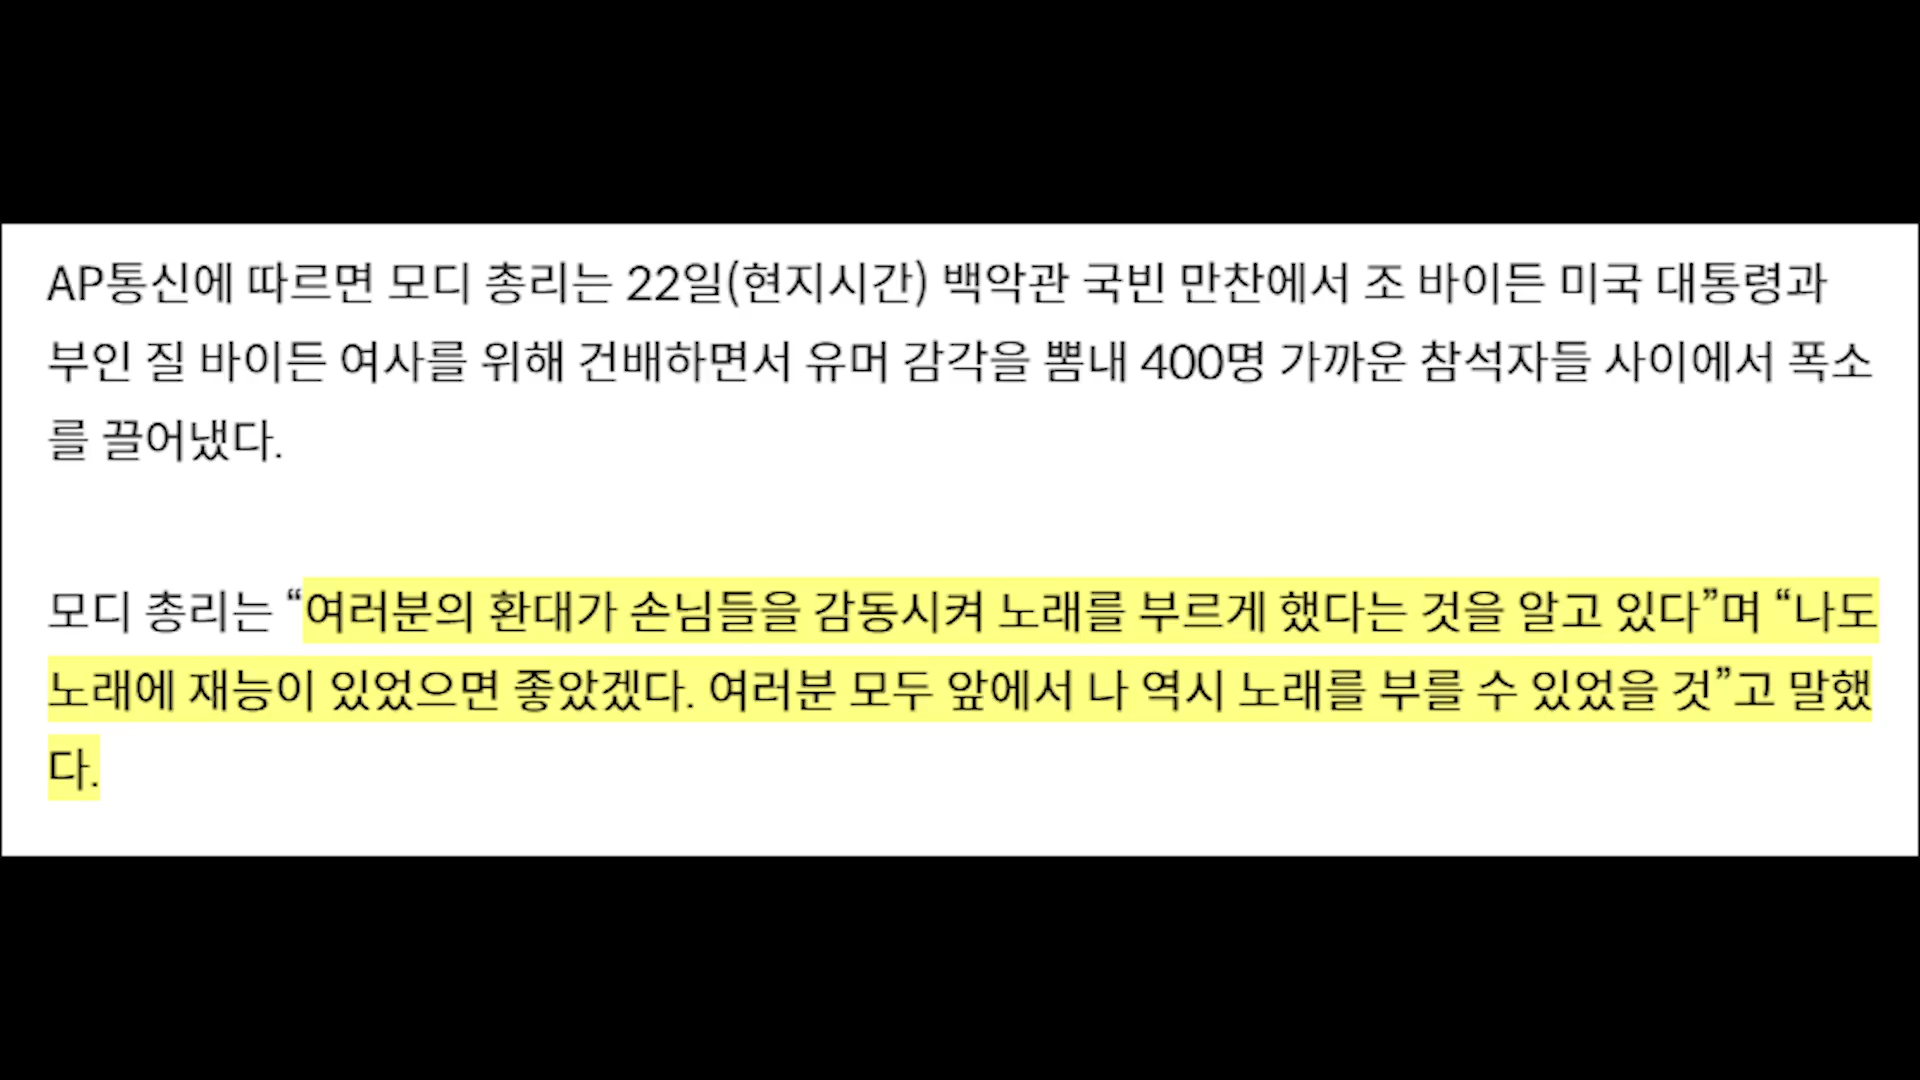 AP통신에 따르면 모디 총리는 22일(현지시간) 백악관 국빈 만찬에서 조 바이든 미국 대통령과
부인 질 바이든 여사를 위해 건배하면서 유머 감각을 뽐내 400명 가까운 참석자들 사이에서 폭소
를 끌어냈다.
모디 총리는 “여러분의 환대가 손님들을 감동시켜 노래를 부르게 했다는 것을 알고 있다”며 “나도
노래에 재능이 있었으면 좋았겠다. 여러분 모두 앞에서 나 역시 노래를 부를 수 있었을 것”고 말했
다.